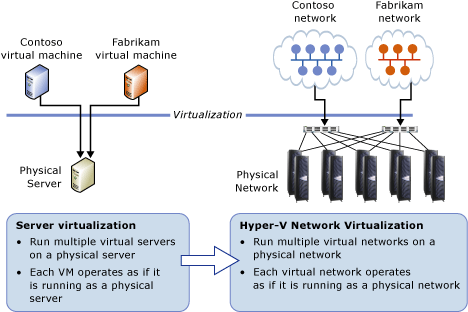 Contoso
virtual machine
Fabrikam
virtual machine
Contoso
network
Fabrikam
network
Virtualization
Physical
Server
Physical
Network
Server virtualization
• Run multiple virtual servers
on a physical server
• Each VM operates as if it
is running as a physical
server
Hyper-V Network Virtualization
• Run multiple virtual networks on a
physical network
• Each virtual network operates
as if it is running as a physical network